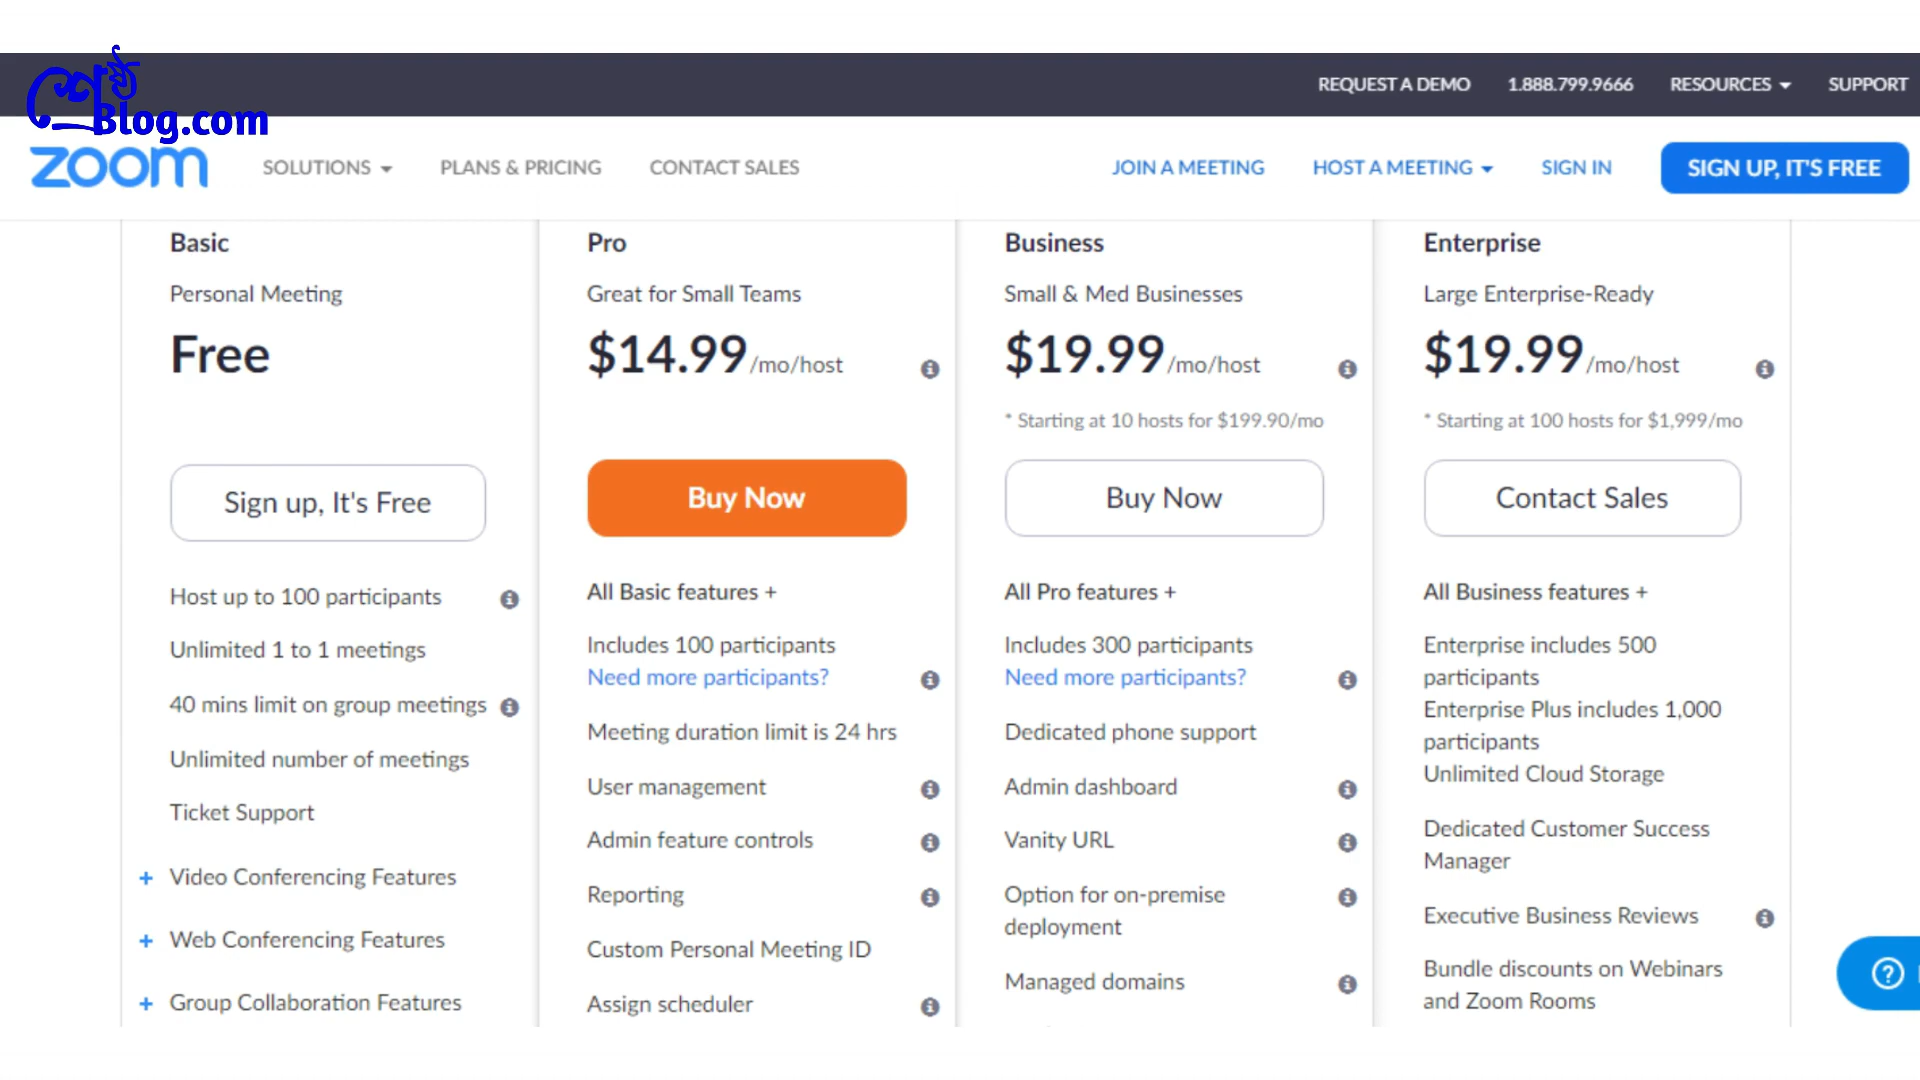 শ্রেষ্ঠ
Blog.com
REQUEST A DEMO 1.888.799.9666 RESOURCES SUPPORT
zoom SOLUTIONS PLANS & PRICING CONTACT SALES JOIN A MEETING HOST A MEETING SIGN IN SIGN UP, IT'S FREE
Basic
Personal Meeting
Free
Sign up, It's Free
Host up to 100 participants
Unlimited 1 to 1 meetings
40 mins limit on group meetings
Unlimited number of meetings
Ticket Support
+ Video Conferencing Features
+ Web Conferencing Features
+ Group Collaboration Features
Pro
Great for Small Teams
$14.99/mo/host
Buy Now
All Basic features +
Includes 100 participants
Need more participants?
Meeting duration limit is 24 hrs
User management
Admin feature controls
Reporting
Custom Personal Meeting ID
Assign scheduler
Business
Small & Med Businesses
$19.99/mo/host
* Starting at 10 hosts for $199.90/mo
Buy Now
All Pro features +
Includes 300 participants
Need more participants?
Dedicated phone support
Admin dashboard
Vanity URL
Option for on-premise
deployment
Managed domains
Enterprise
Large Enterprise-Ready
$19.99/mo/host
* Starting at 100 hosts for $1,999/mo
Contact Sales
All Business features +
Enterprise includes 500
participants
Enterprise Plus includes 1,000
participants
Unlimited Cloud Storage
Dedicated Customer Success
Manager
Executive Business Reviews
Bundle discounts on Webinars
and Zoom Rooms